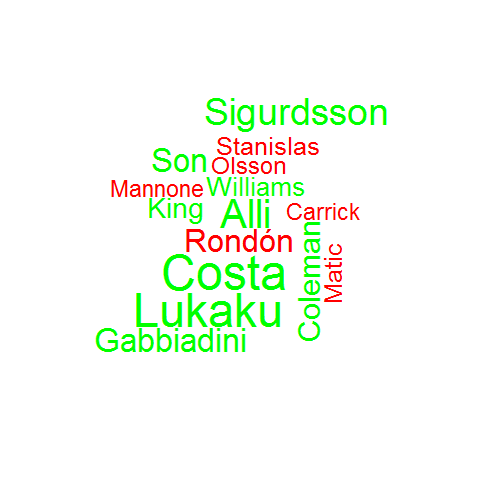 Sigurdsson
Stanislas
Son
Olsson
Mannone
Williams
King
Alli
Carrick
Rondón
Costa
Coleman
Matic
Lukaku
Gabbiadini